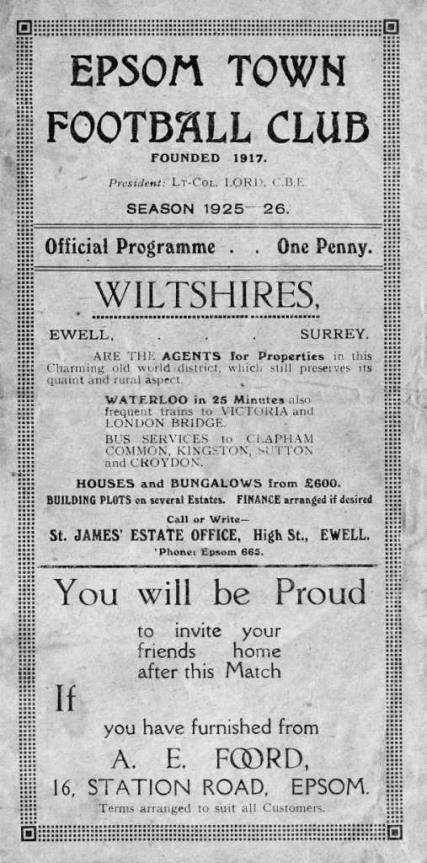 EPSOM TOWN
FOOTBALL CLUB
FOUNDED 1917.
President: LT-COL. LORD, C.B.E.
SEASON 1925-26.
Official Programme . . One Penny.
WILTSHIRES,
EWELL, . . . SURREY.
ARE THE AGENTS for Properties in this
Charming old world district, which still preserves its
quaint and rural aspect.
WATERLOO in 25 Minutes also
frequent trains to VICTORIA and
LONDON BRIDGE.
BUS SERVICES to CLAPHAM
COMMON, KINGSTON, SUTTON
and CROYDON.
HOUSES and BUNGALOWS from £600.
BUILDING PLOTS on several Estates. FINANCE arranged if desired
Call or Write—
St. JAMES' ESTATE OFFICE, High St., EWELL.
'Phone: Epsom 665.
You will be Proud
to invite your
friends home
after this Match
If
you have furnished from
A. E. FOORD,
16, STATION ROAD, EPSOM.
Terms arranged to suit all Customers.